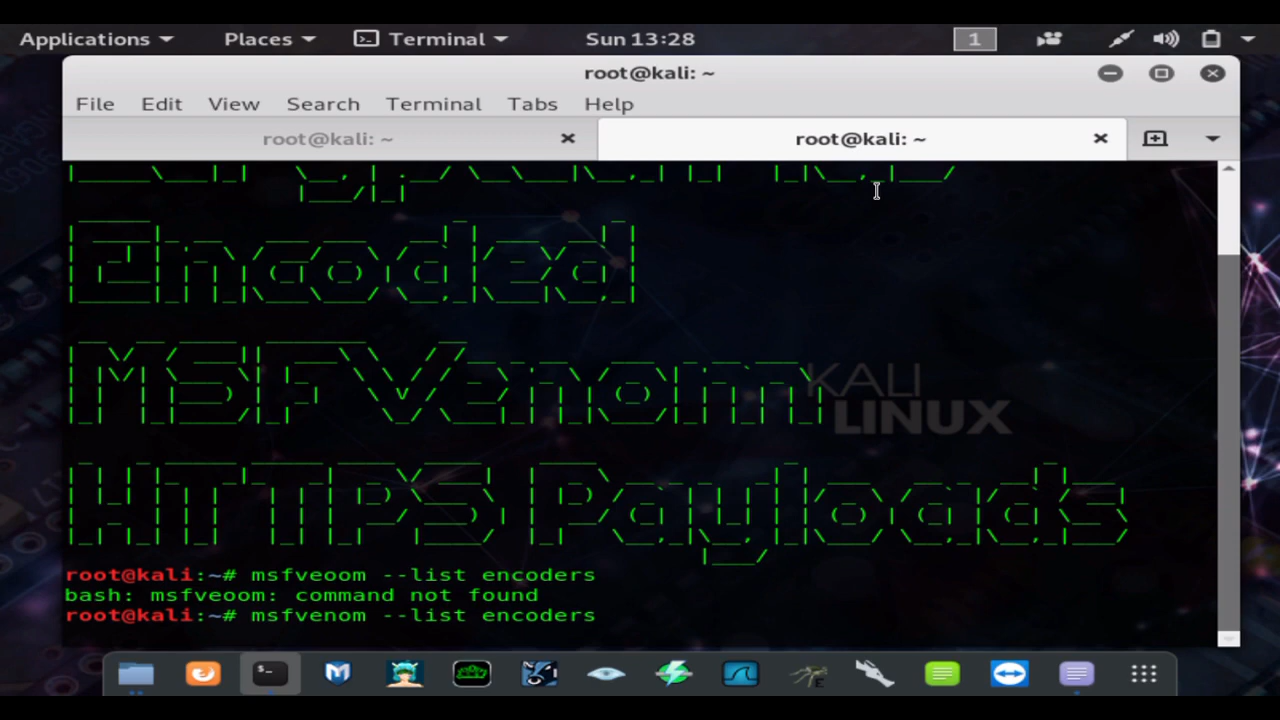 Applications Places Terminal Sun 13:28 1
root@kali: ~
File Edit View Search Terminal Tabs Help
root@kali: ~ root@kali: ~
Encoded
MSFVenom
KALI
LINUX
HTTPS Payloads
root@kali:~# msfveoom --list encoders
bash: msfveoom: command not found
root@kali:~# msfvenom --list encoders